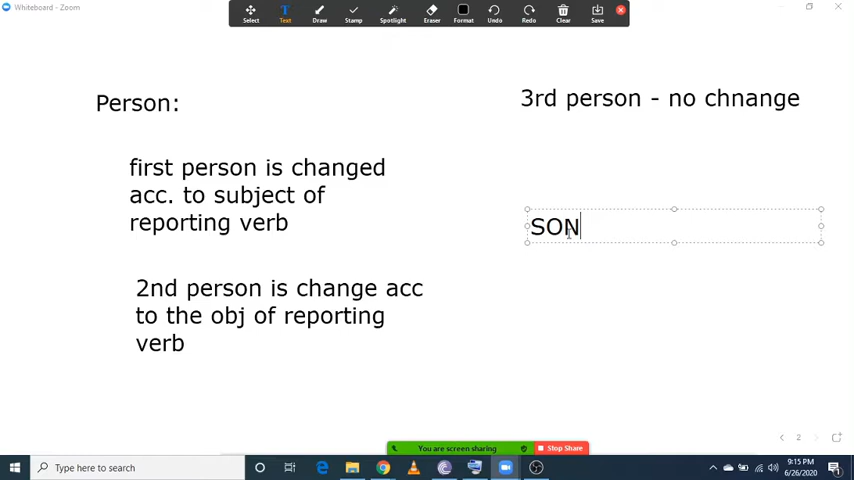 Whiteboard - Zoom
Select
Text
Draw
Stamp
Spotlight
Eraser
Format
Undo
Redo
Clear
Save
Person:
3rd person - no chnange
first person is changed
acc. to subject of
reporting verb
SON
2nd person is change acc
to the obj of reporting
verb
2
You are screen sharing
Stop Share
Type here to search
9:15 PM
6/26/2020